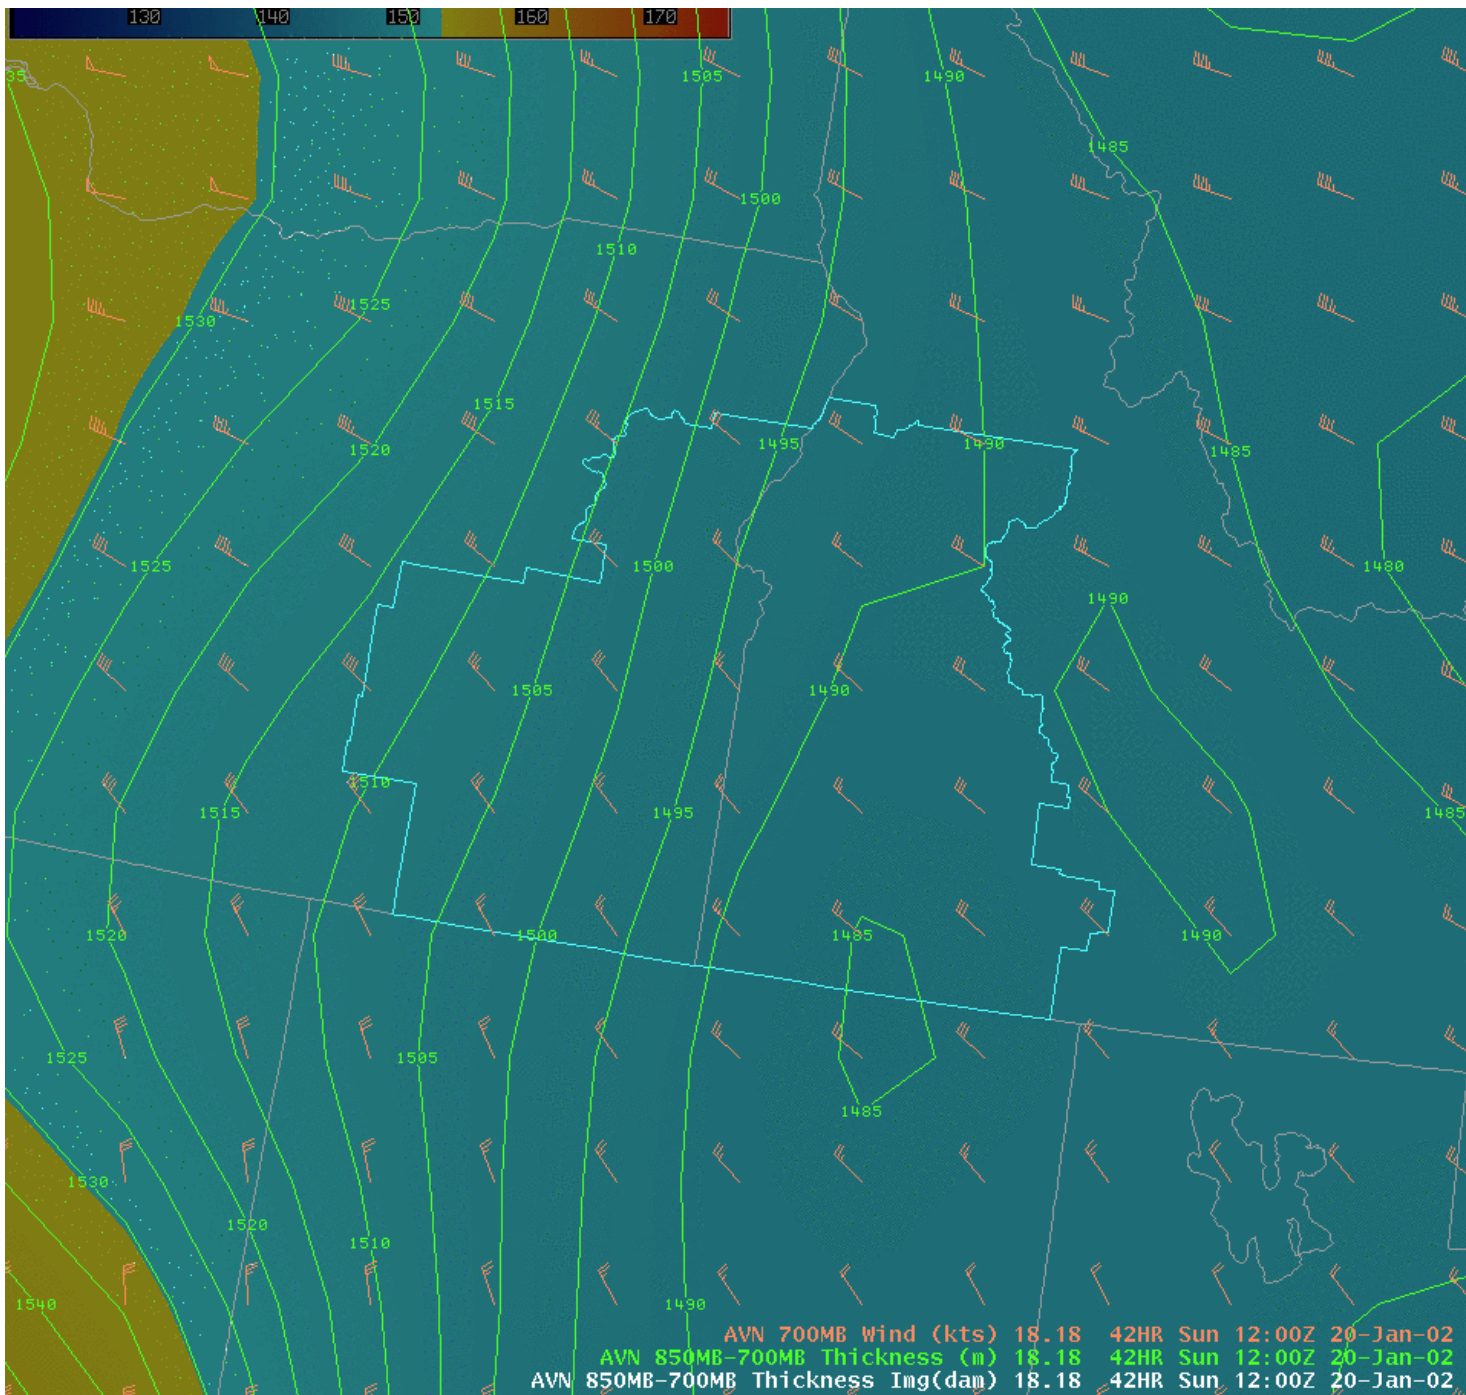 130 140 150 160 170
35 1505 1490
1485
1500
1510
1525
1530
1515
1520 1495 1490 1485
1525 1500 1480
1490
1505 1490
1510
1515 1495 1485
1520 1500 1485 1490
1525 1505
1485
1530
1520
1510
1540 1490
AVN 700MB Wind (kts) 18.18 42HR Sun 12:00Z 20-Jan-02
AVN 850MB-700MB Thickness (m) 18.18 42HR Sun 12:00Z 20-Jan-02
AVN 850MB-700MB Thickness Img(dam) 18.18 42HR Sun 12:00Z 20-Jan-02